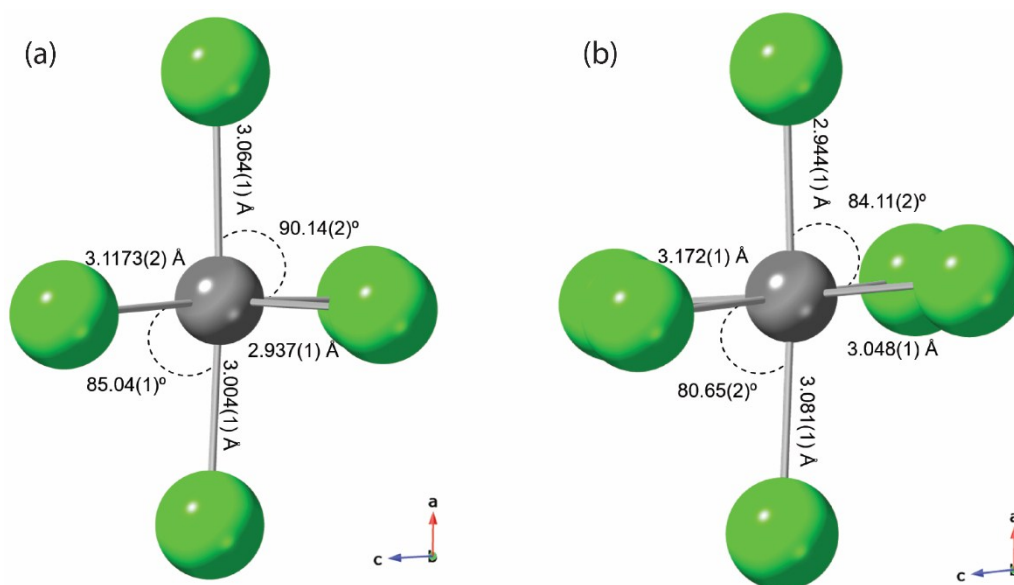 (a)
3.064(1) Å
90.14(2)º
3.1173(2) Å
2.937(1) Å
85.04(1)º
3.004(1) Å
a
c
b
(b)
2.944(1) Å
84.11(2)º
3.172(1) Å
3.048(1) Å
80.65(2)º
3.081(1) Å
a
c